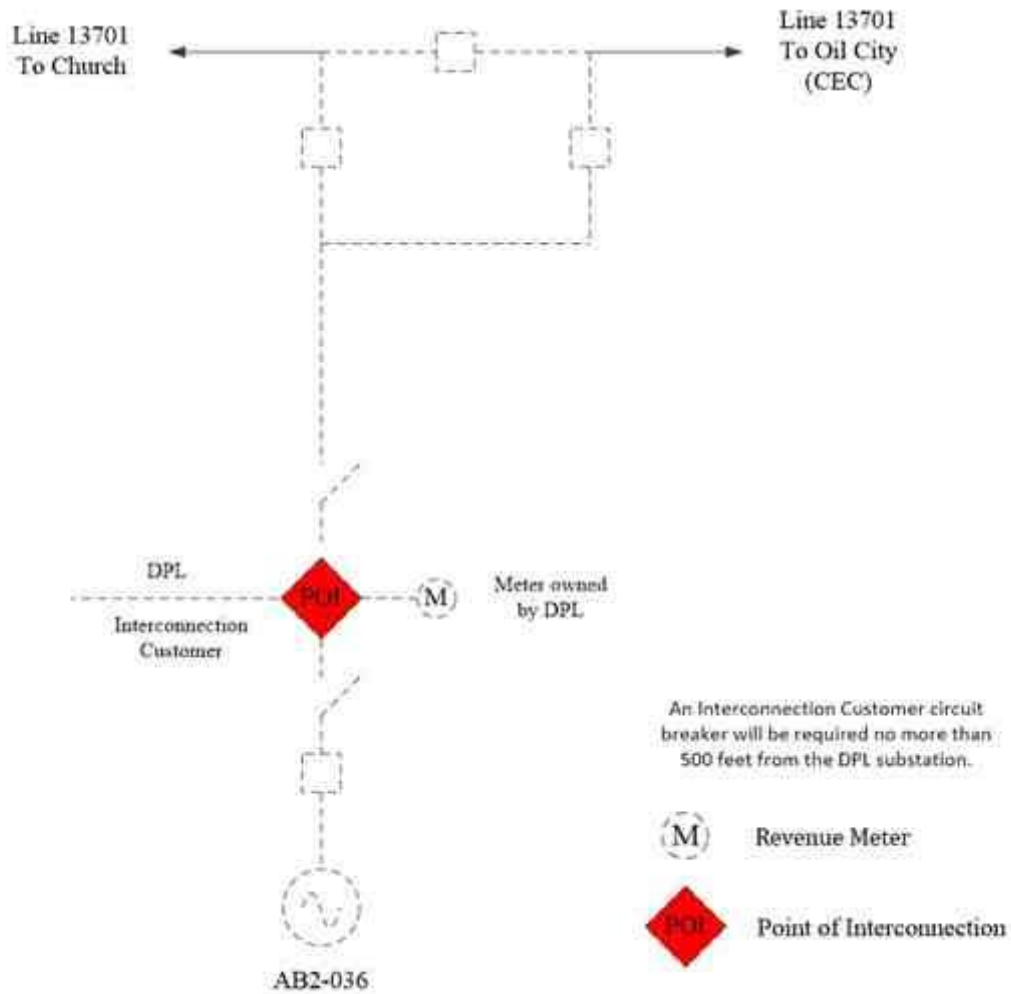 Line 13701
To Church
Line 13701
To Oil City
(CEC)
DPL
POI
M
Meter owned
by DPL
Interconnection
Customer
An Interconnection Customer circuit
breaker will be required no more than
500 feet from the DPL substation.
M
Revenue Meter
POI
Point of Interconnection
AB2-036